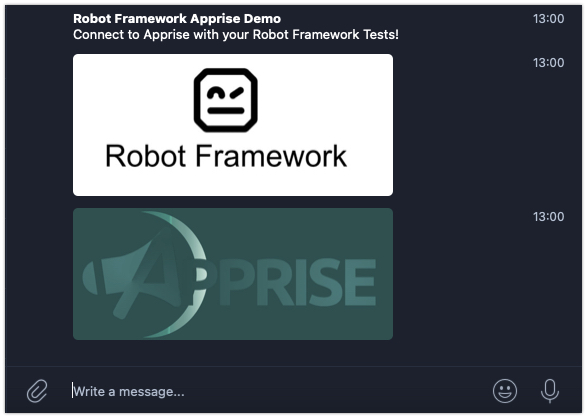 Robot Framework Apprise Demo 13:00
Connect to Apprise with your Robot Framework Tests!
13:00
Robot Framework
13:00
APPRISE
Write a message...